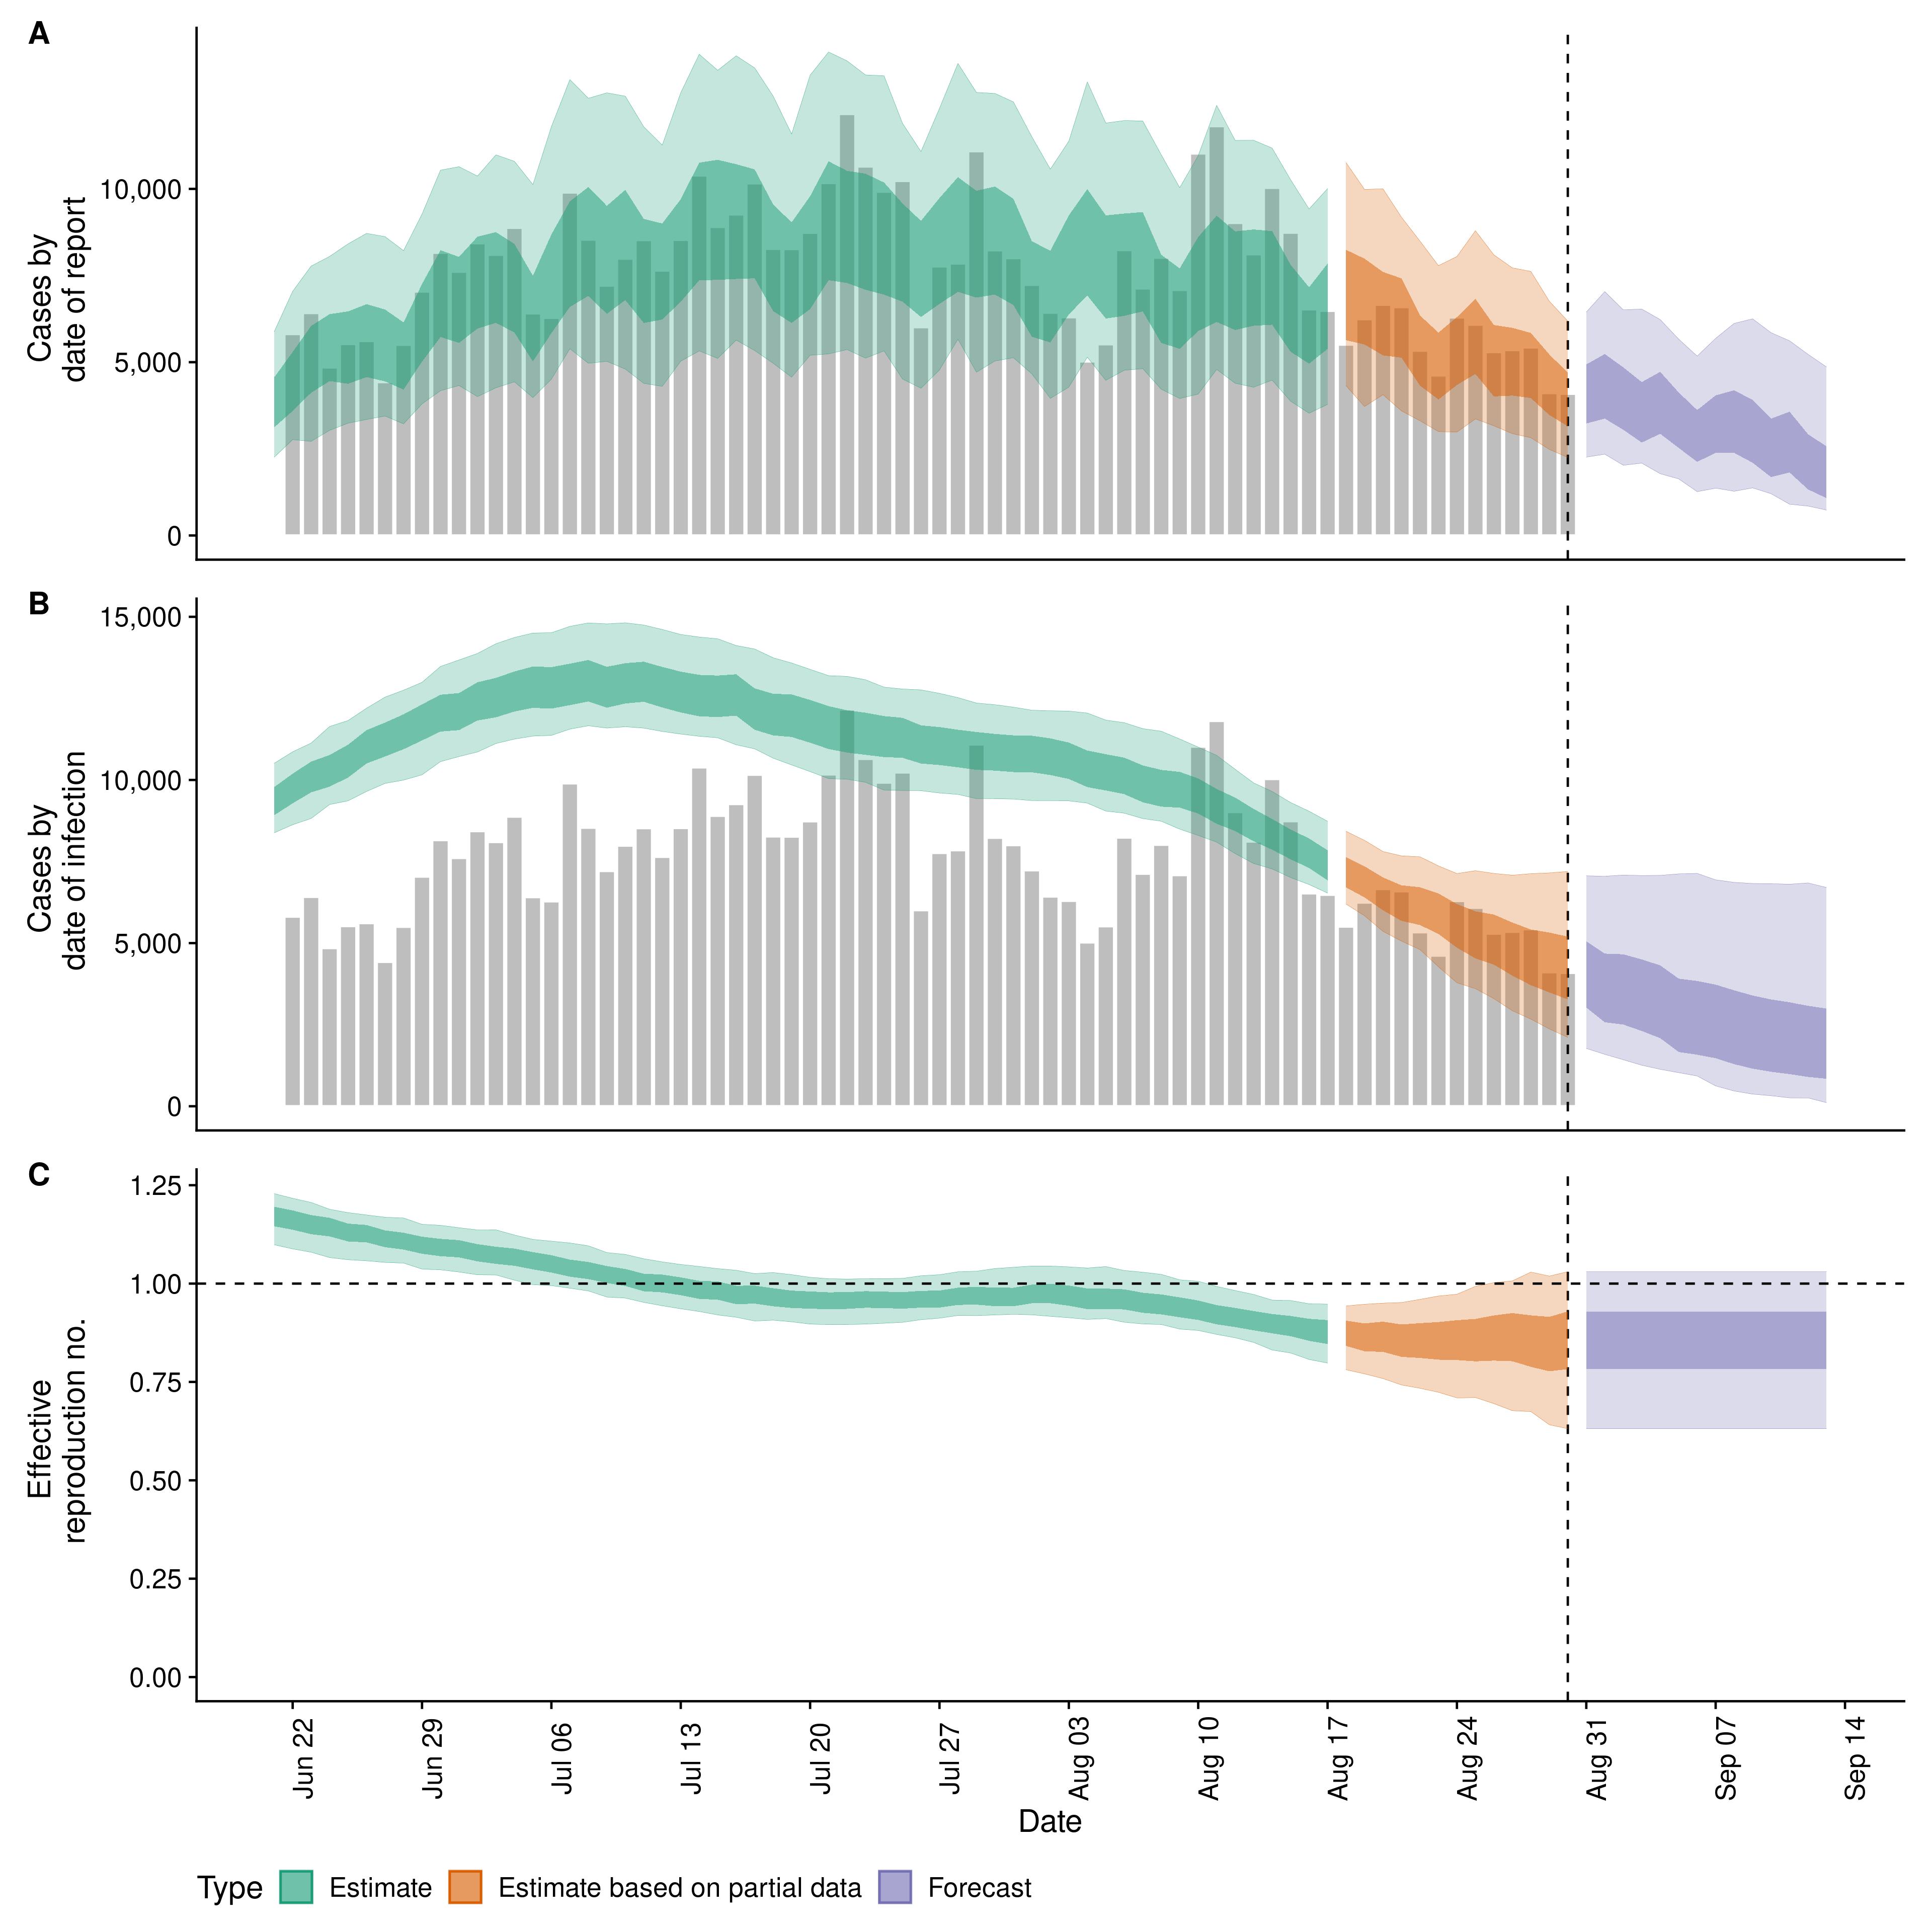 A
Cases by
date of report
10,000
5,000
0
B
Cases by
date of infection
15,000
10,000
5,000
0
C
Effective
reproduction no.
1.25
1.00
0.75
0.50
0.25
0.00
Jun 22
Jun 29
Jul 06
Jul 13
Jul 20
Jul 27
Aug 03
Aug 10
Aug 17
Aug 24
Aug 31
Sep 07
Sep 14
Date
Type Estimate Estimate based on partial data Forecast